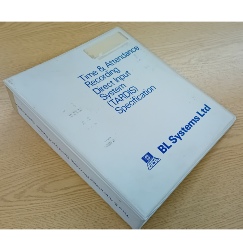 Time & Attendance
Recording
Direct Input
System
(TARDIS)
Specification
BL Systems Ltd